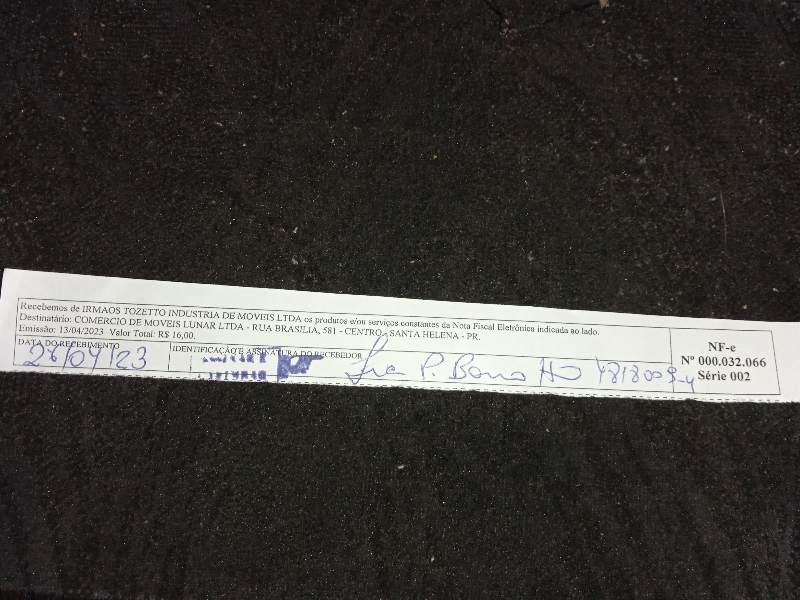 Recebemos de IRMAOS TOZETTO INDUSTRIA DE MOVEIS LTDA os produtos e/ou serviços constantes da Nota Fiscal Eletrônica indicada ao lado.
Destinatário: COMERCIO DE MOVEIS LUNAR LTDA - RUA BRASILIA, 581 - CENTRO - SANTA HELENA - PR.
Emissão: 13/04/2023 Valor Total: R$ 16,00.
DATA DO RECEBIMENTO
26/04/23
IDENTIFICAÇÃO E ASSINATURA DO RECEBEDOR
NF-e
Nº 000.032.066
Série 002